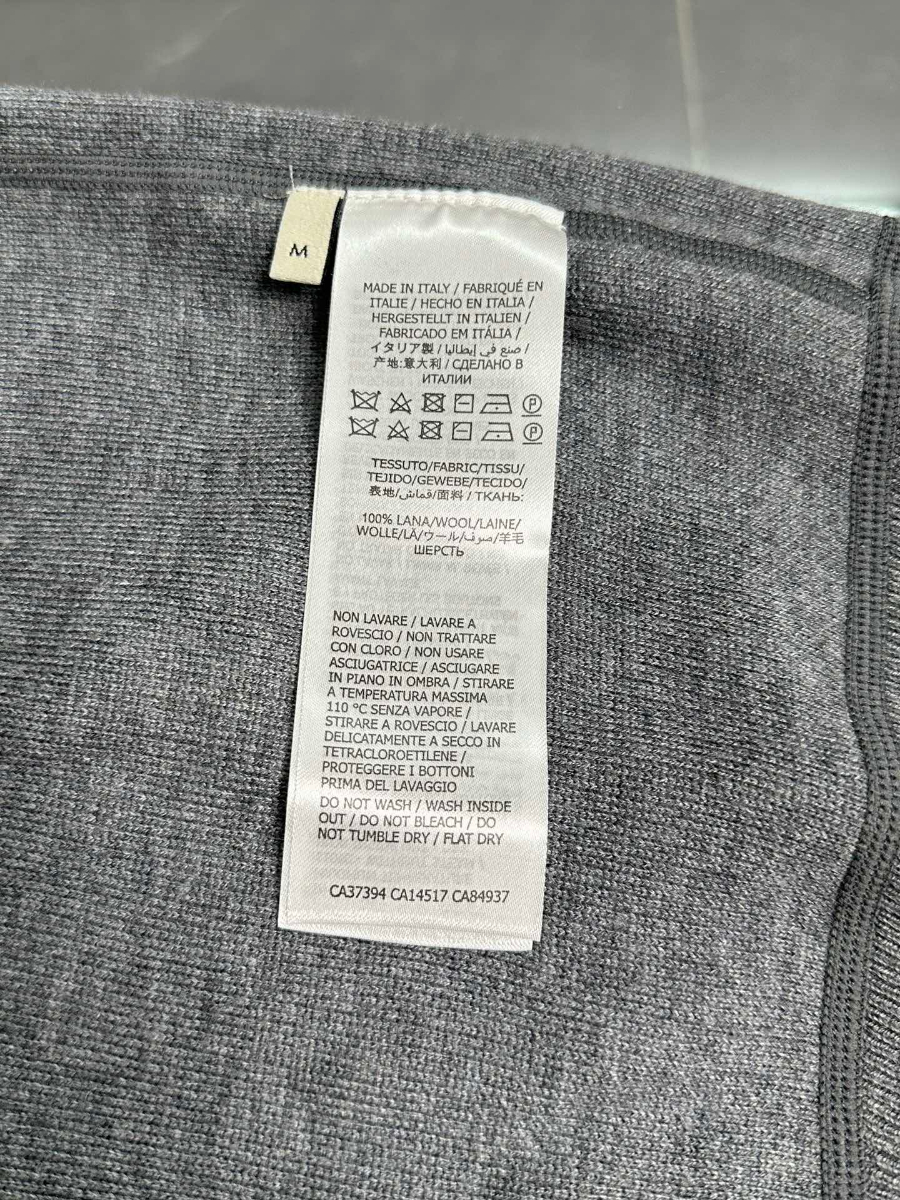 M
MADE IN ITALY / FABRIQUÉ EN
ITALIE / HECHO EN ITALIA /
HERGESTELLT IN ITALIEN /
FABRICADO EM ITÁLIA /
イタリア製 / صنع في إيطاليا /
产地:意大利 / СДЕЛАНО В
ИТАЛИИ
P
P
TESSUTO/FABRIC/TISSU/
TEJIDO/GEWEBE/TECIDO/
表地/قماش/面料 / ТКАНЬ:
100% LANA/WOOL/LAINE/
WOLLE/LÃ/ウール/صوف/羊毛
ШЕРСТЬ
NON LAVARE / LAVARE A
ROVESCIO / NON TRATTARE
CON CLORO / NON USARE
ASCIUGATRICE / ASCIUGARE
IN PIANO IN OMBRA / STIRARE
A TEMPERATURA MASSIMA
110 °C SENZA VAPORE /
STIRARE A ROVESCIO / LAVARE
DELICATAMENTE A SECCO IN
TETRACLOROETILENE /
PROTEGGERE I BOTTONI
PRIMA DEL LAVAGGIO
DO NOT WASH / WASH INSIDE
OUT / DO NOT BLEACH / DO
NOT TUMBLE DRY / FLAT DRY
CA37394 CA14517 CA84937